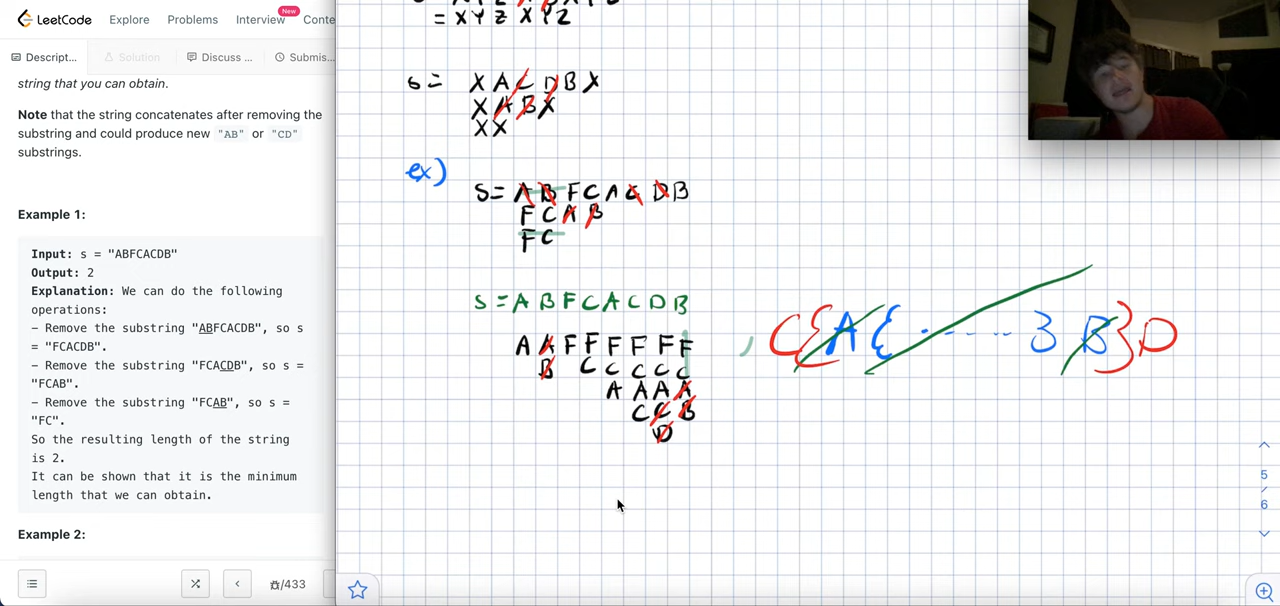 LeetCode Explore Problems Interview New Conte
Descript... Solution Discuss ... Submis...
string that you can obtain.
Note that the string concatenates after removing the
substring and could produce new "AB" or "CD"
substrings.
Example 1:
Input: s = "ABFCACDB"
Output: 2
Explanation: We can do the following
operations:
- Remove the substring "ABFCACDB", so s
= "FCACDB".
- Remove the substring "FCACDB", so s =
"FCAB".
- Remove the substring "FCAB", so s =
"FC".
So the resulting length of the string
is 2.
It can be shown that it is the minimum
length that we can obtain.
Example 2:
/433
= X Y Z X Y Z
s = X A C D B X
X A B X
X X
ex)
S = A B F C A C D B
F C A B
F C
S = A B F C A C D B
A A F F F F F F
B C C C C C
A A A A
C C B
D
, C { A { ------ } B } D
5
/
6